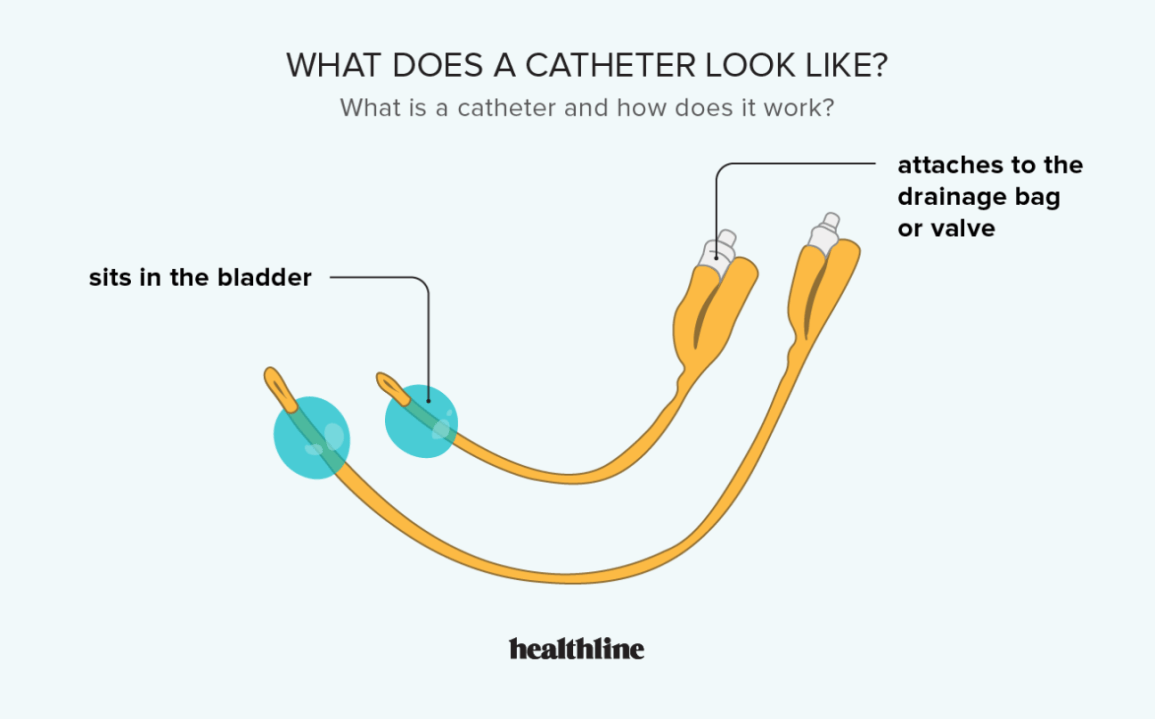 WHAT DOES A CATHETER LOOK LIKE?
What is a catheter and how does it work?
attaches to the
drainage bag
or valve
sits in the bladder
healthline